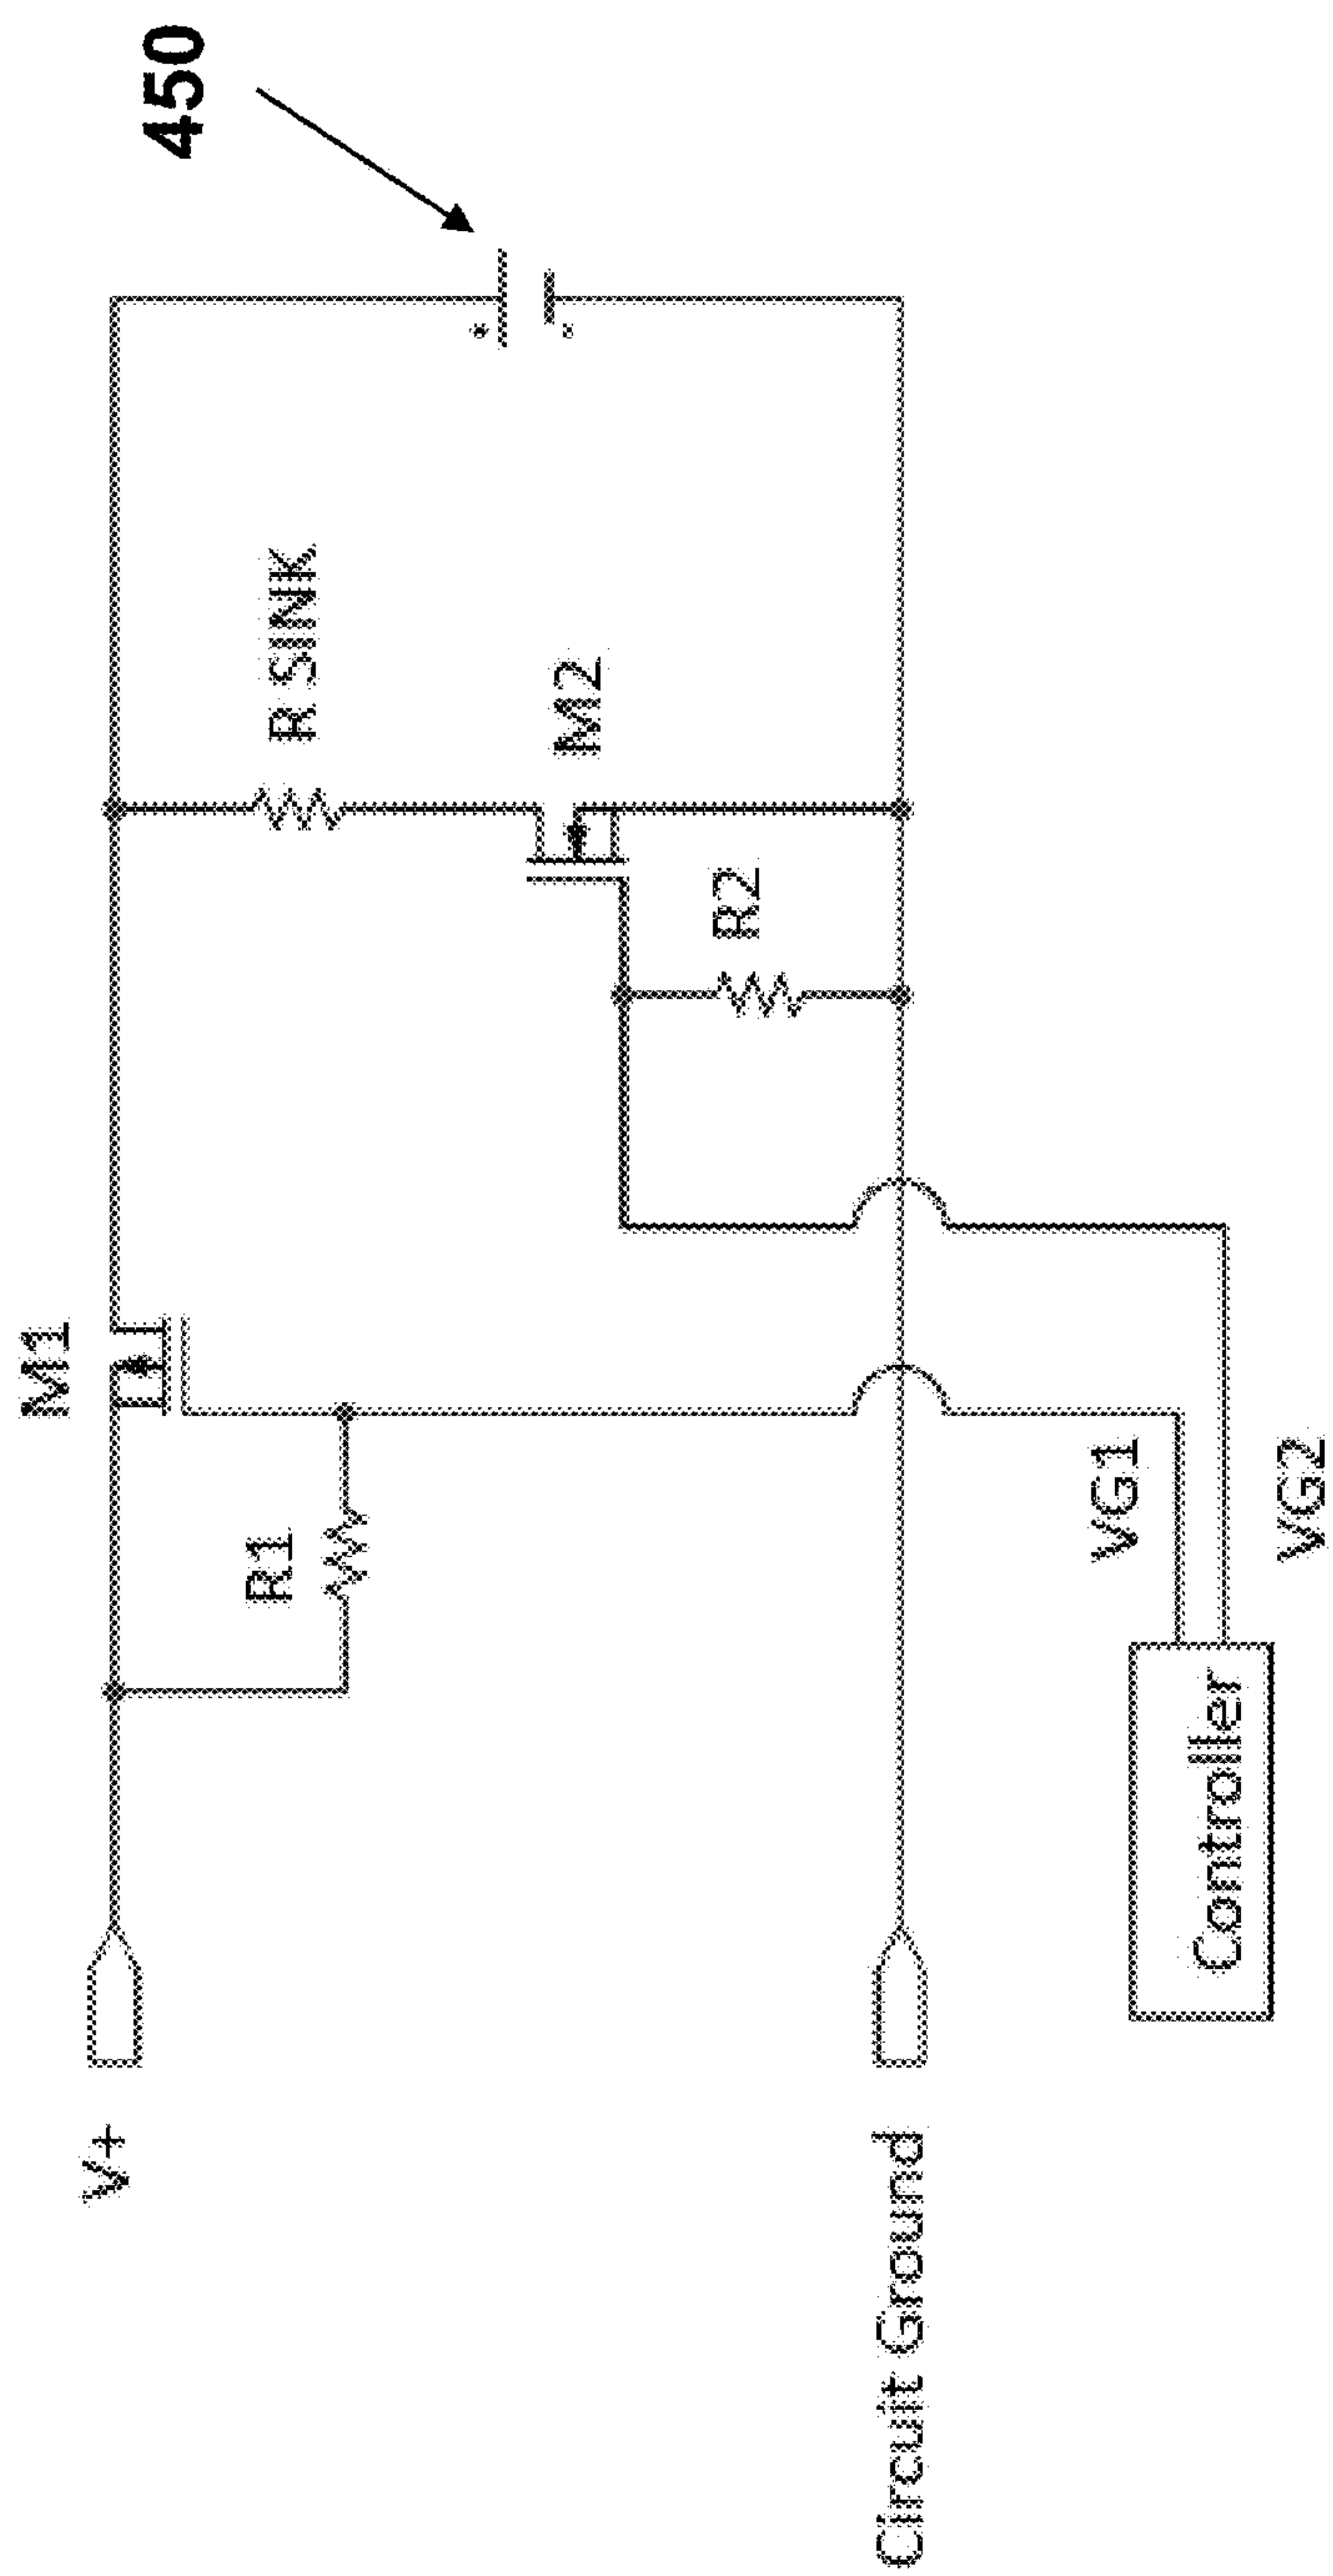 450
M1
R SINK
M2
R1
R2
V+
VG1
VG2
Circuit Ground
Controller